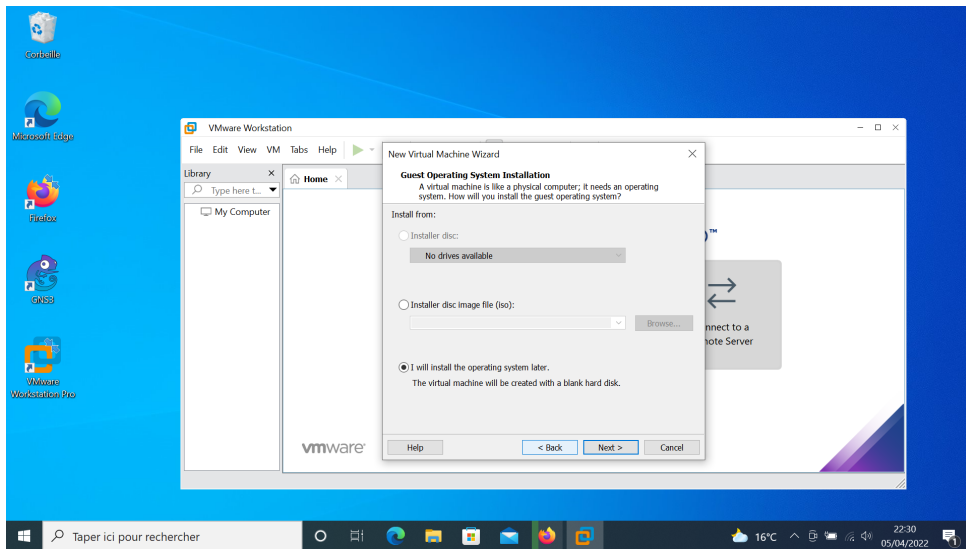 Corbeille
Microsoft Edge
Firefox
GNS3
VMware
Workstation Pro
VMware Workstation
File Edit View VM Tabs Help
Library
Type here t...
My Computer
Home
New Virtual Machine Wizard
Guest Operating System Installation
A virtual machine is like a physical computer; it needs an operating
system. How will you install the guest operating system?
Install from:
Installer disc:
No drives available
Installer disc image file (iso):
Browse...
I will install the operating system later.
The virtual machine will be created with a blank hard disk.
Help
< Back
Next >
Cancel
™
nnect to a
note Server
vmware
Taper ici pour rechercher
16°C
22:30
05/04/2022
1